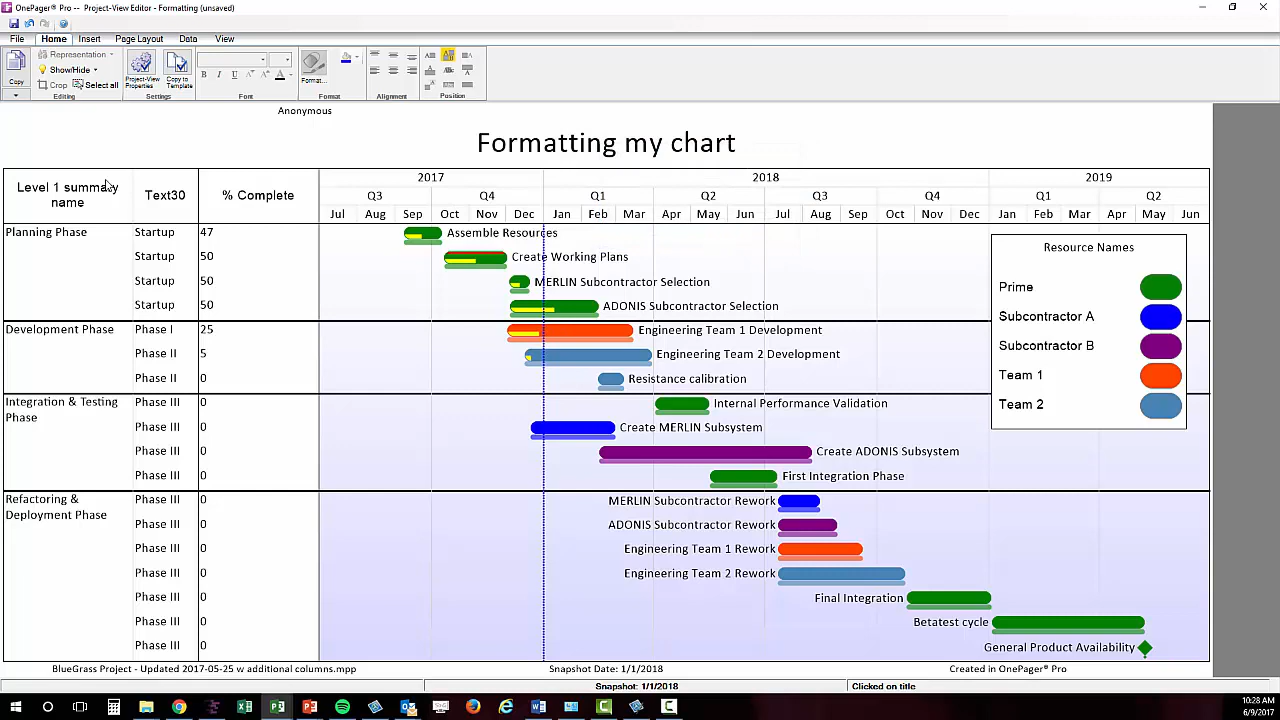 OnePager® Pro -- Project-View Editor - Formatting (unsaved)
File Home Insert Page Layout Data View
Copy
Representation
Show/Hide
Crop Select all
Editing
Project-View Properties
Copy to Template
Settings
B I U A A A
Font
Format...
Format
Alignment
Position
Anonymous
Formatting my chart
Level 1 summary name Text30 % Complete
2017 2018 2019
Q3 Q4 Q1 Q2 Q3 Q4 Q1 Q2
Jul Aug Sep Oct Nov Dec Jan Feb Mar Apr May Jun Jul Aug Sep Oct Nov Dec Jan Feb Mar Apr May Jun
Planning Phase Startup 47 Assemble Resources
Startup 50 Create Working Plans
Startup 50 MERLIN Subcontractor Selection
Startup 50 ADONIS Subcontractor Selection
Development Phase Phase I 25 Engineering Team 1 Development
Phase II 5 Engineering Team 2 Development
Phase II 0 Resistance calibration
Integration & Testing Phase Phase III 0 Internal Performance Validation
Phase III 0 Create MERLIN Subsystem
Phase III 0 Create ADONIS Subsystem
Phase III 0 First Integration Phase
Refactoring & Deployment Phase Phase III 0 MERLIN Subcontractor Rework
Phase III 0 ADONIS Subcontractor Rework
Phase III 0 Engineering Team 1 Rework
Phase III 0 Engineering Team 2 Rework
Phase III 0 Final Integration
Phase III 0 Betatest cycle
Phase III 0 General Product Availability
Resource Names
Prime
Subcontractor A
Subcontractor B
Team 1
Team 2
BlueGrass Project - Updated 2017-05-25 w additional columns.mpp Snapshot Date: 1/1/2018 Created in OnePager® Pro
Snapshot: 1/1/2018 Clicked on title
10:28 AM
6/9/2017